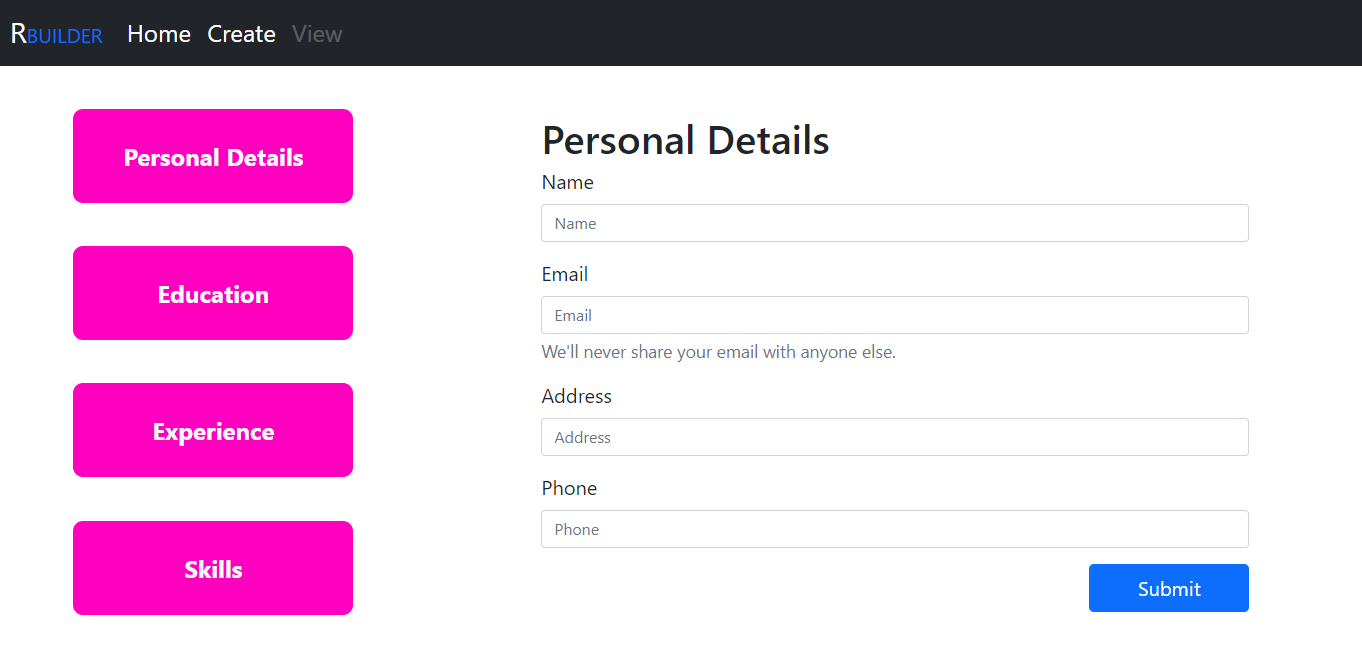 RBUILDER Home Create View
Personal Details
Education
Experience
Skills
Personal Details
Name
Name
Email
Email
We'll never share your email with anyone else.
Address
Address
Phone
Phone
Submit